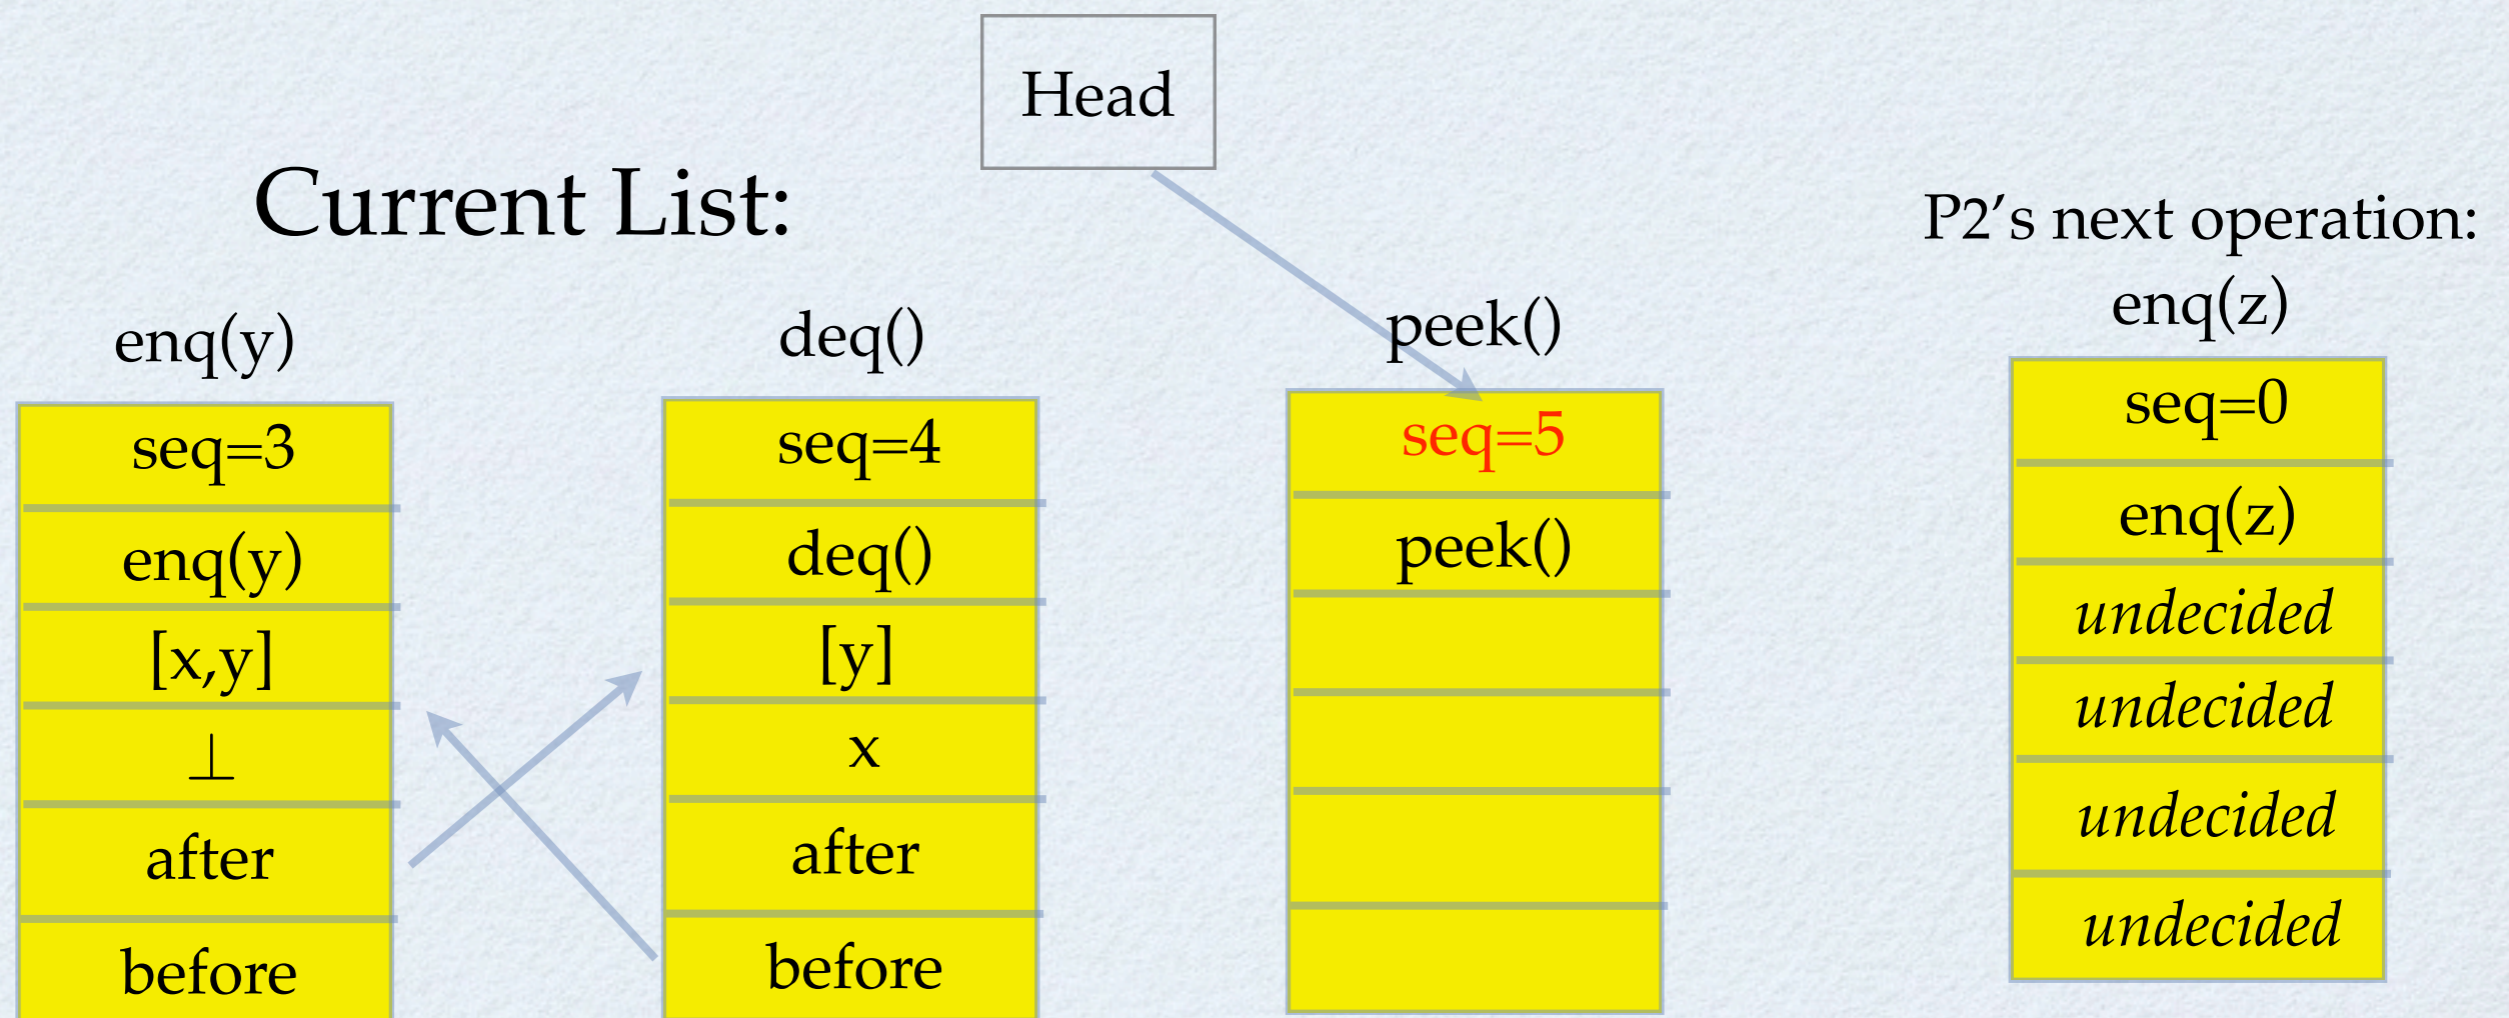 Head
Current List:
P2’s next operation:
enq(y)
deq()
peek()
enq(z)
seq=3
enq(y)
[x,y]
⊥
after
before
seq=4
deq()
[y]
x
after
before
seq=5
peek()
seq=0
enq(z)
undecided
undecided
undecided
undecided